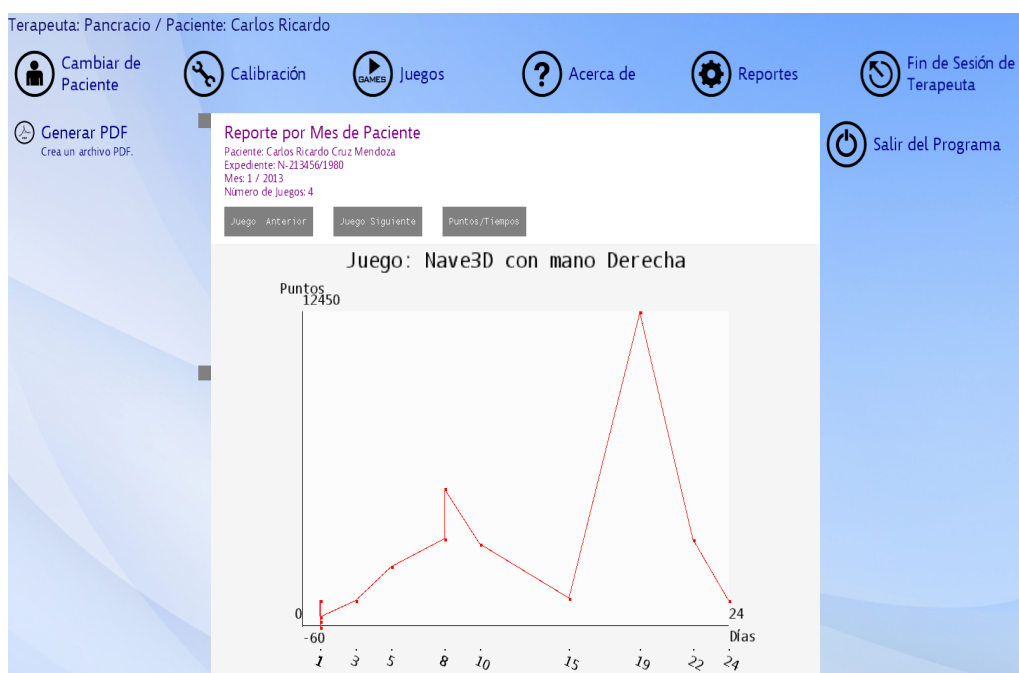 Terapeuta: Pancracio / Paciente: Carlos Ricardo
Cambiar de
Paciente
Calibración
GAMES
Juegos
?
Acerca de
Reportes
Fin de Sesión de
Terapeuta
Generar PDF
Crea un archivo PDF.
Salir del Programa
Reporte por Mes de Paciente
Paciente: Carlos Ricardo Cruz Mendoza
Expediente: N-213456/1980
Mes: 1 / 2013
Número de Juegos: 4
Juego Anterior
Juego Siguiente
Puntos/Tiempos
Juego: Nave3D con mano Derecha
Puntos
12450
0
24
-60
Días
1 3 5 8 10 15 19 22 24